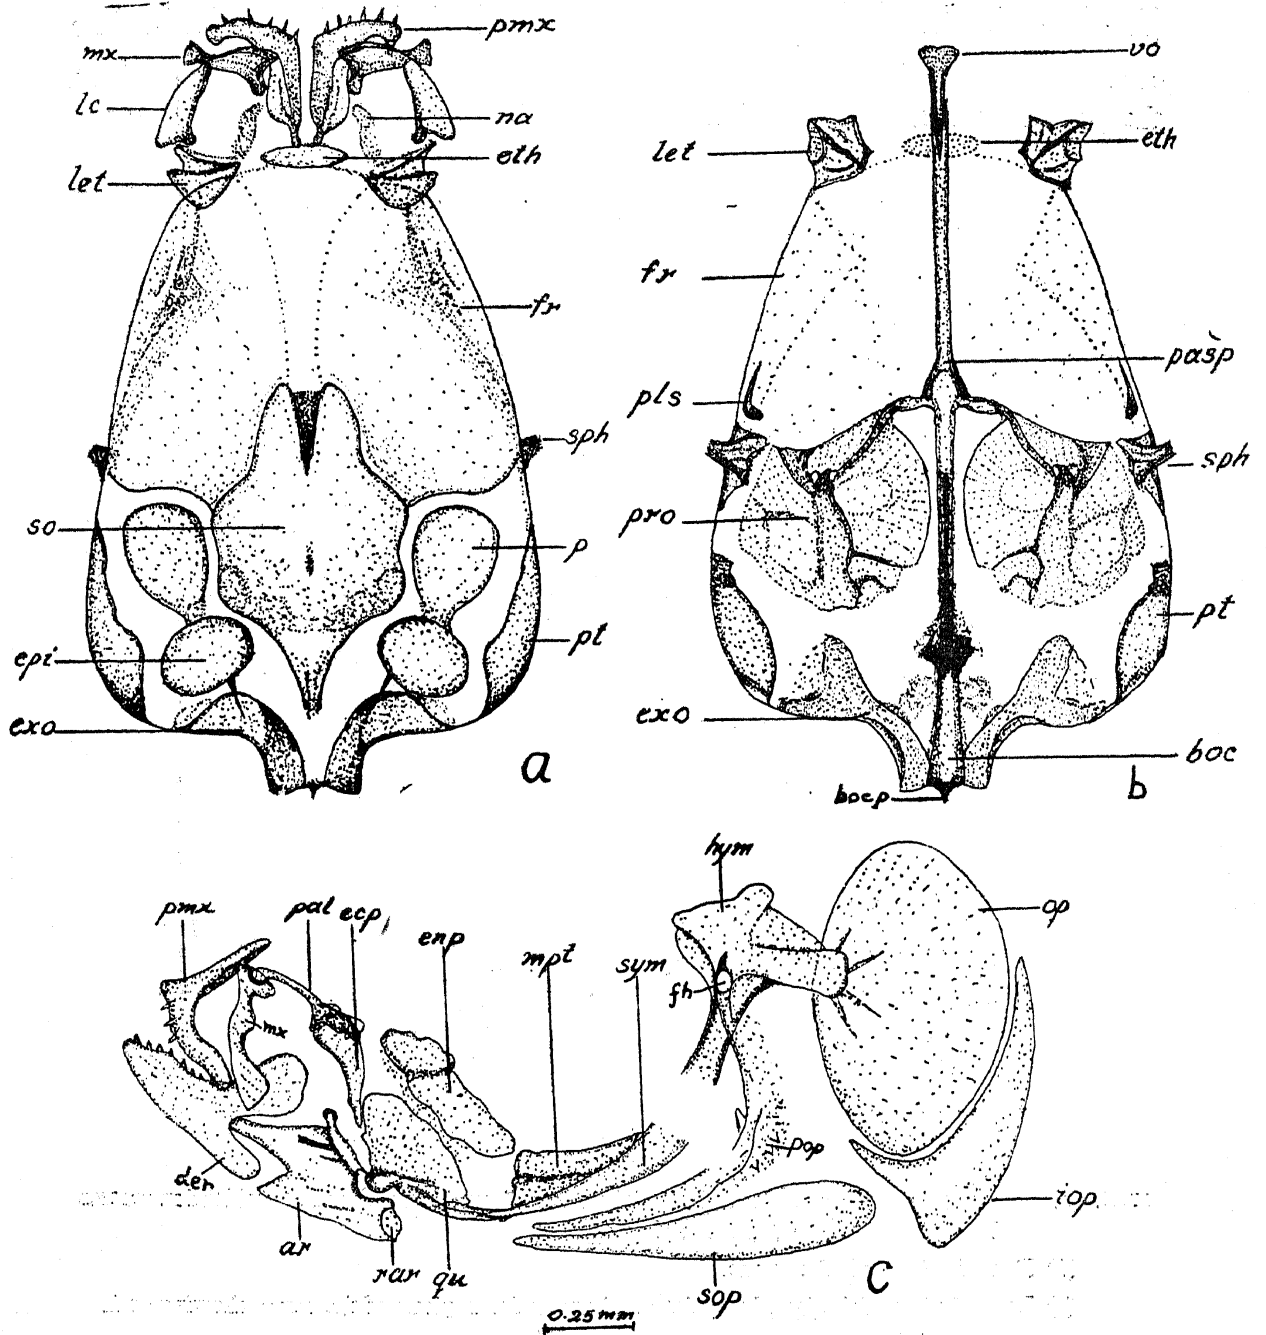 pmx
mx
lc
na
eth
let
fr
sph
so
p
epi
pt
exo
a
vo
let
eth
fr
pasp
pls
sph
pro
pt
exo
boc
bocp
b
hym
pmx
pal
ecp
enp
mpt
sym
op
fh
mx
pop
der
iop
ar
rar
qu
sop
c
0.25mm